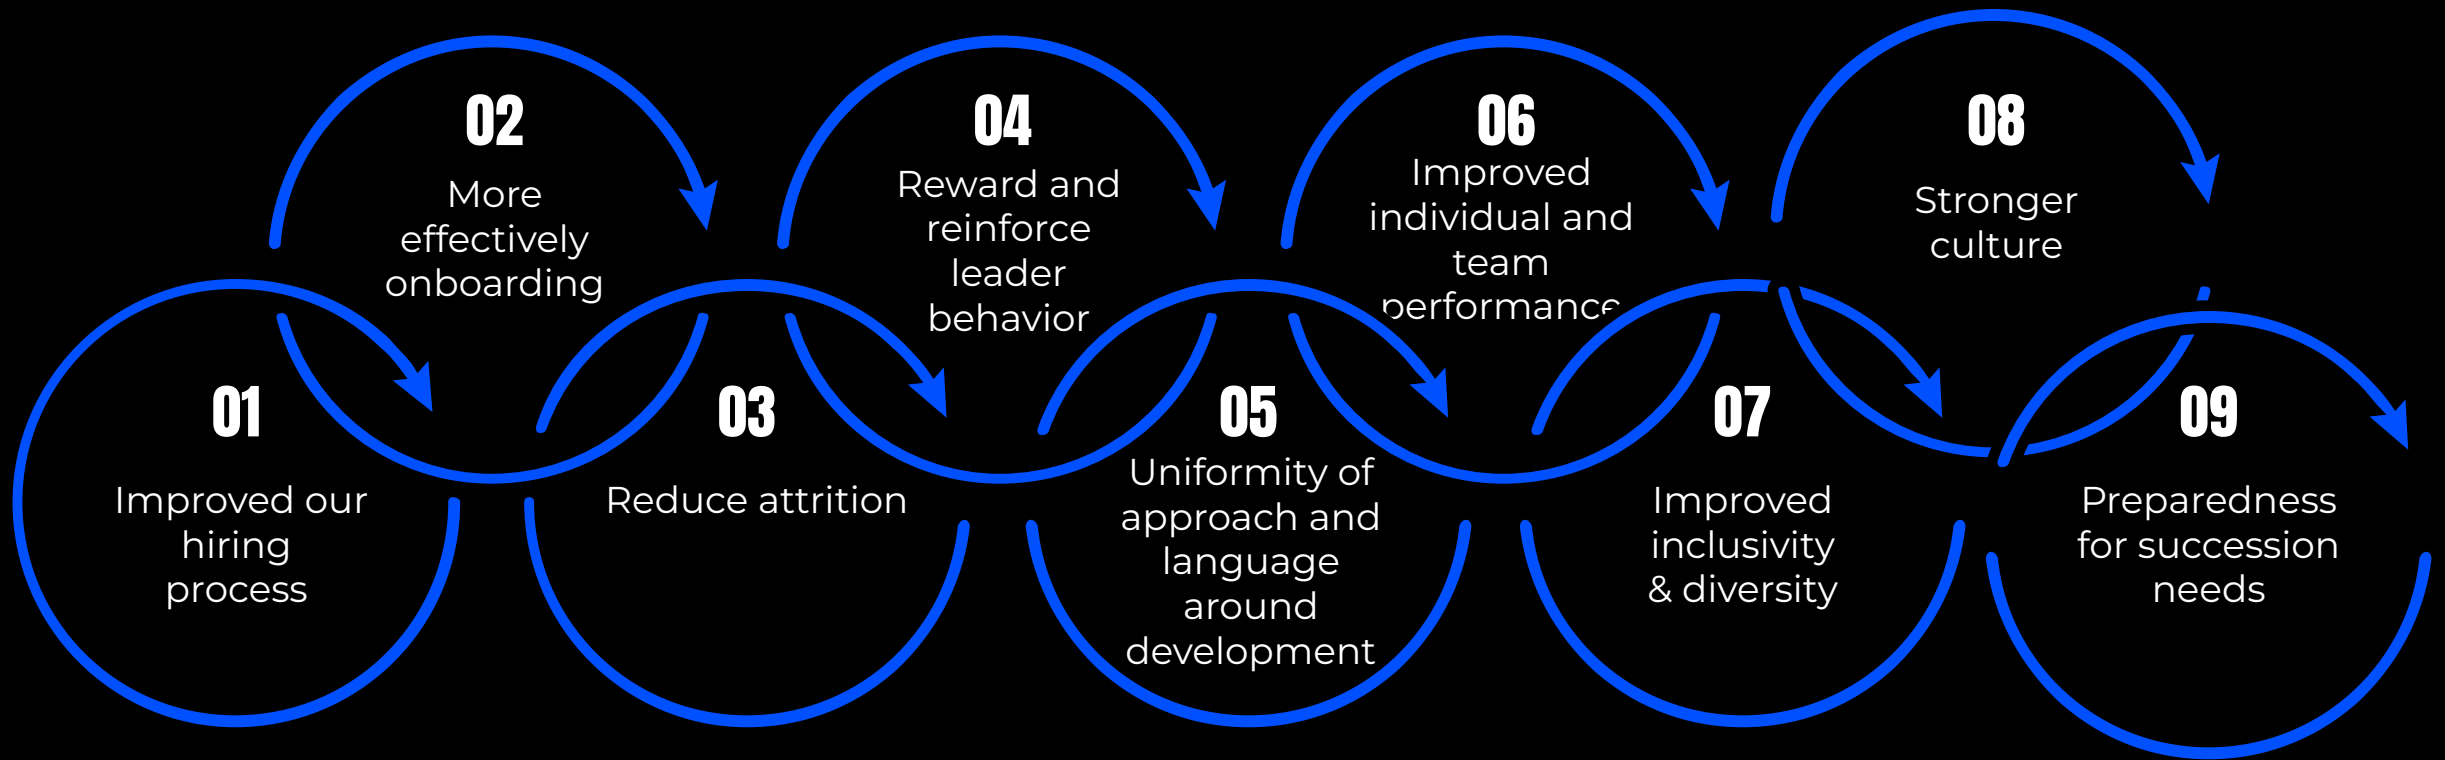 01
Improved our
hiring
process
02
More
effectively
onboarding
03
Reduce attrition
04
Reward and
reinforce
leader
behavior
05
Uniformity of
approach and
language
around
development
06
Improved
individual and
team
performance
07
Improved
inclusivity
& diversity
08
Stronger
culture
09
Preparedness
for succession
needs